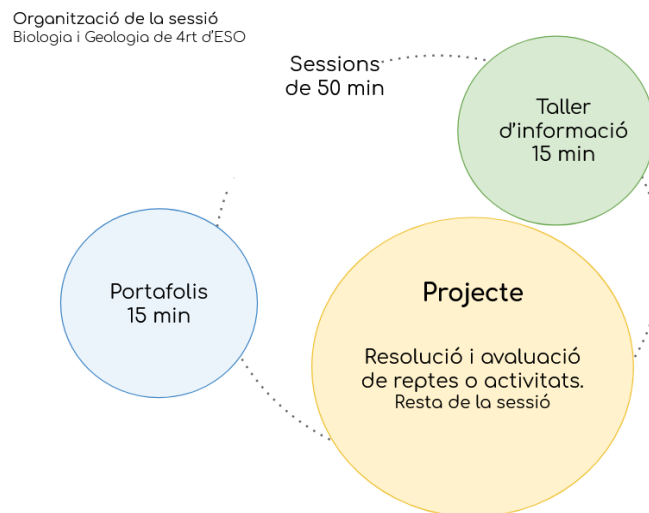 Organització de la sessió
Biologia i Geologia de 4rt d'ESO
Sessions
de 50 min
Taller
d'informació
15 min
Portafolis
15 min
Projecte
Resolució i avaluació
de reptes o activitats.
Resta de la sessió